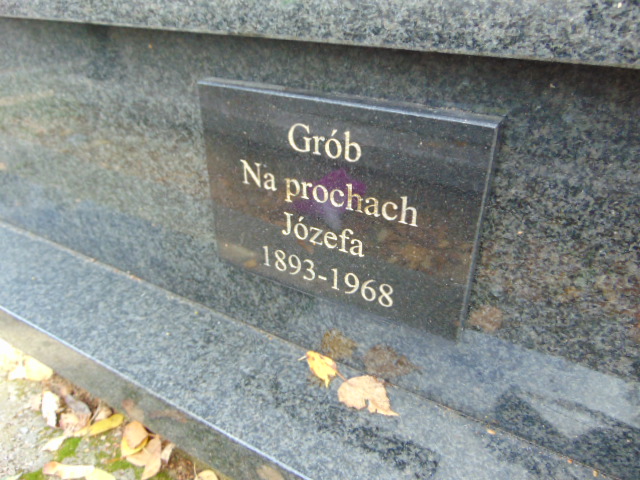 Grób
Na prochach
Józefa
1893-1968